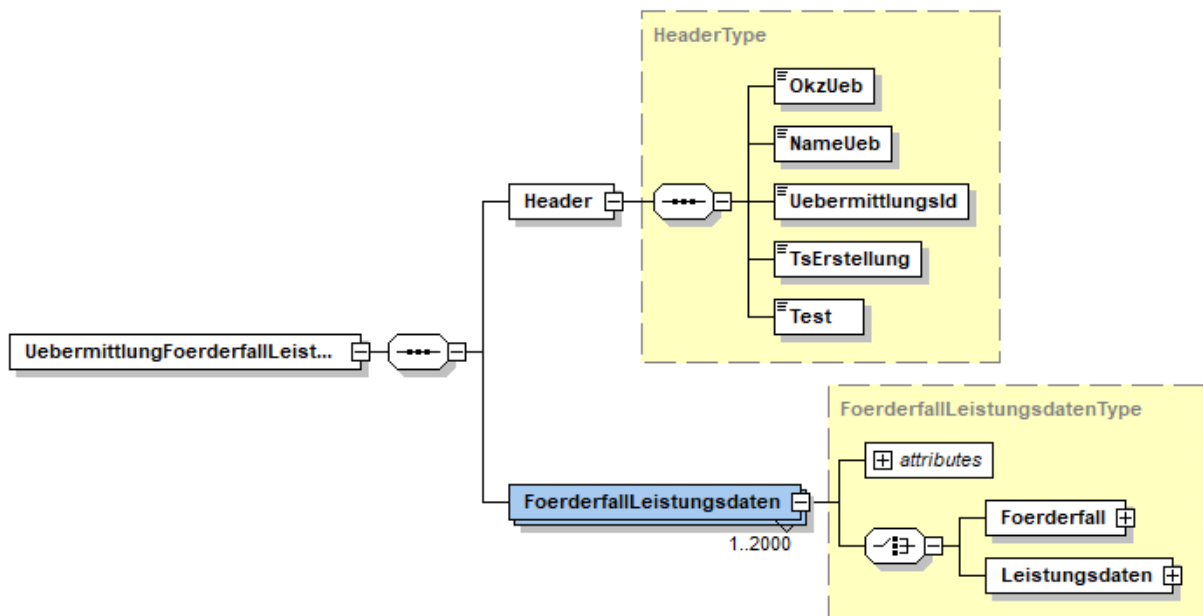 HeaderType
OkzUeb
NameUeb
Header
UebermittlungsId
TsErstellung
Test
UebermittlungFoerderfallLeist...
FoerderfallLeistungsdatenType
attributes
FoerderfallLeistungsdaten
Foerderfall
1..2000
Leistungsdaten